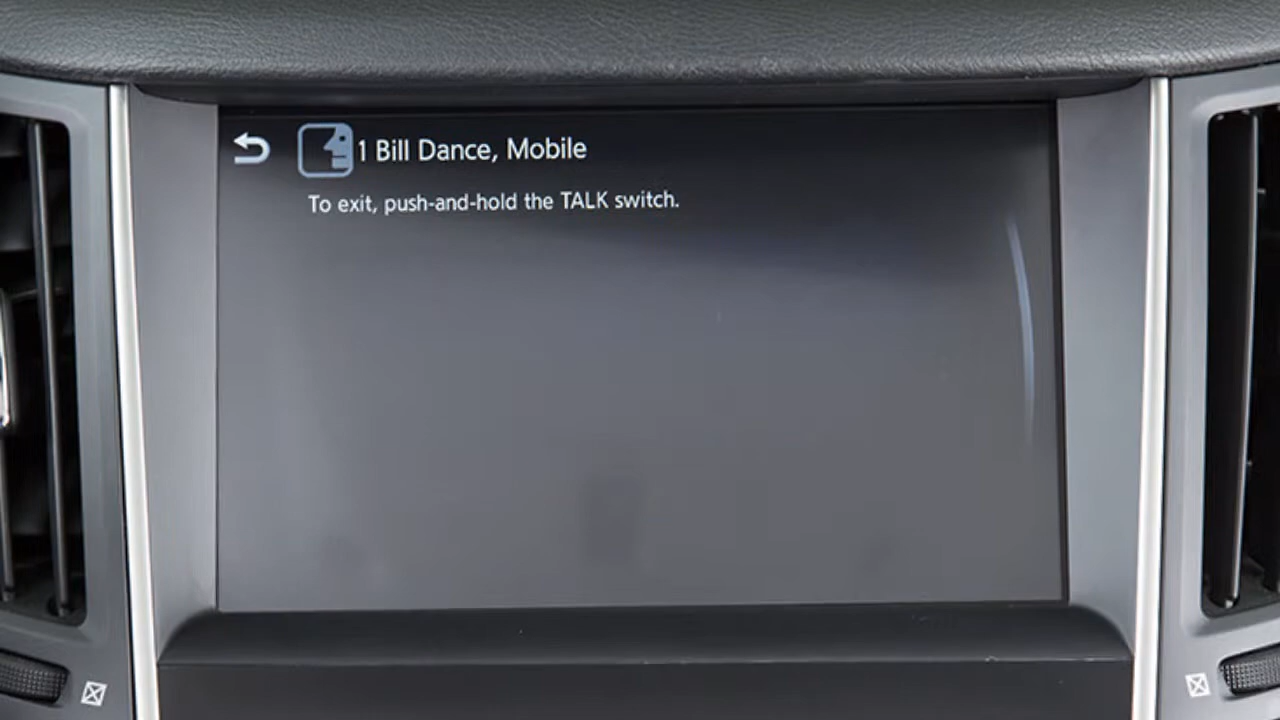 1 Bill Dance, Mobile
To exit, push-and-hold the TALK switch.